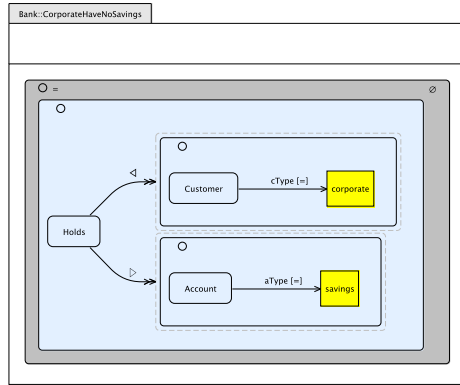 Bank::CorporateHaveNoSavings
= ∅
Customer cType [=] corporate
Holds
Account aType [=] savings